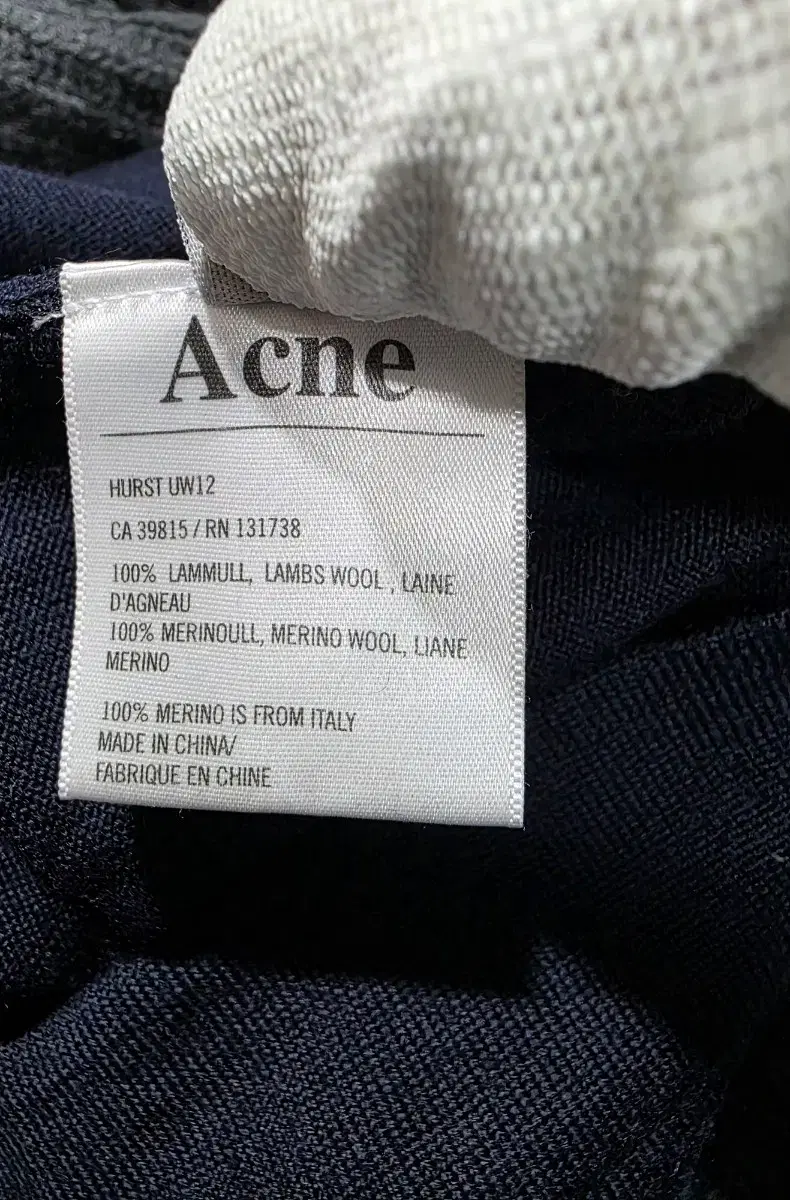 Acne
HURST UW12
CA 39815 / RN 131738
100% LAMMULL, LAMBS WOOL , LAINE
D'AGNEAU
100% MERINOULL, MERINO WOOL, LIANE
MERINO
100% MERINO IS FROM ITALY
MADE IN CHINA/
FABRIQUE EN CHINE